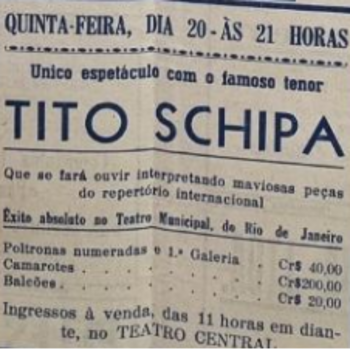 QUINTA-FEIRA, DIA 20-ÀS 21 HORAS
Unico espetáculo com o famoso tenor
TITO SCHIPA
Que se fará ouvir interpretando maviosas peças
do repertório internacional
Êxito absoluto no Teatro Municipal, do Rio de Janeiro
Poltronas numeradas e 1.ª Galeria . Cr$ 40,00
Camarotes . . . . . . Cr$200,00
Balcões . . . . . . Cr$ 20,00
Ingressos à venda, das 11 horas em dian-
te, no TEATRO CENTRAL